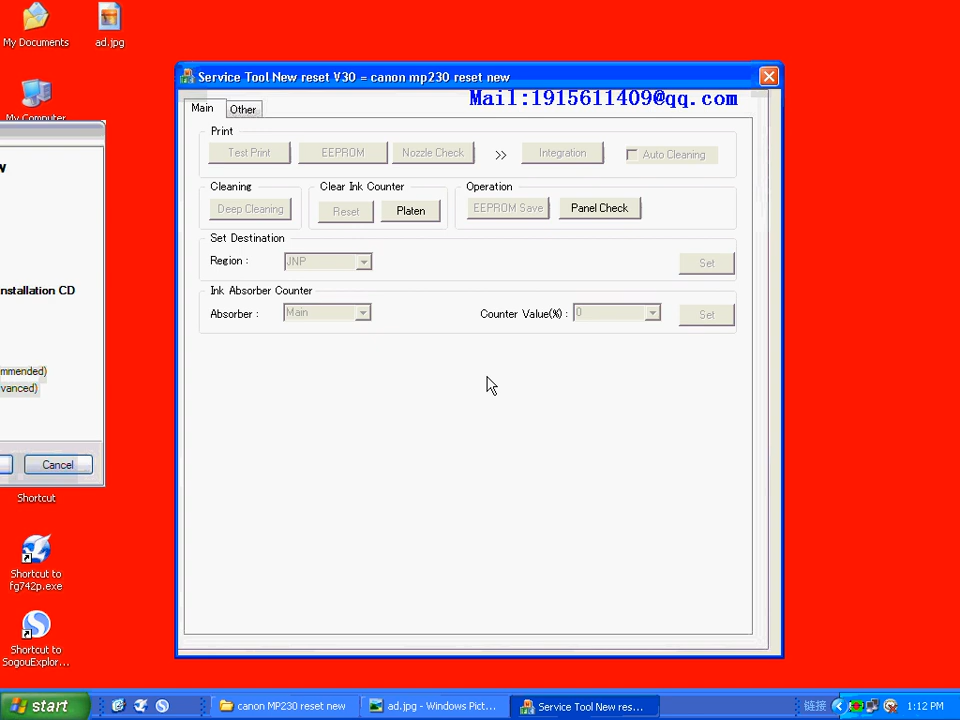 My Documents
ad.jpg
My Computer
Service Tool New reset V30 = canon mp230 reset new
Mail:1915611409@qq.com
Main
Other
Print
Test Print
EEPROM
Nozzle Check
>>
Integration
Auto Cleaning
Cleaning
Clear Ink Counter
Operation
Deep Cleaning
Reset
Platen
EEPROM Save
Panel Check
Set Destination
Region :
JNP
Set
Ink Absorber Counter
Absorber :
Main
Counter Value(%) :
0
Set
w
nstallation CD
mmended)
vanced)
Cancel
Shortcut
Shortcut to
fg742p.exe
Shortcut to
SogouExplor...
start
canon MP230 reset new
ad.jpg - Windows Pict...
Service Tool New res...
链接
1:12 PM